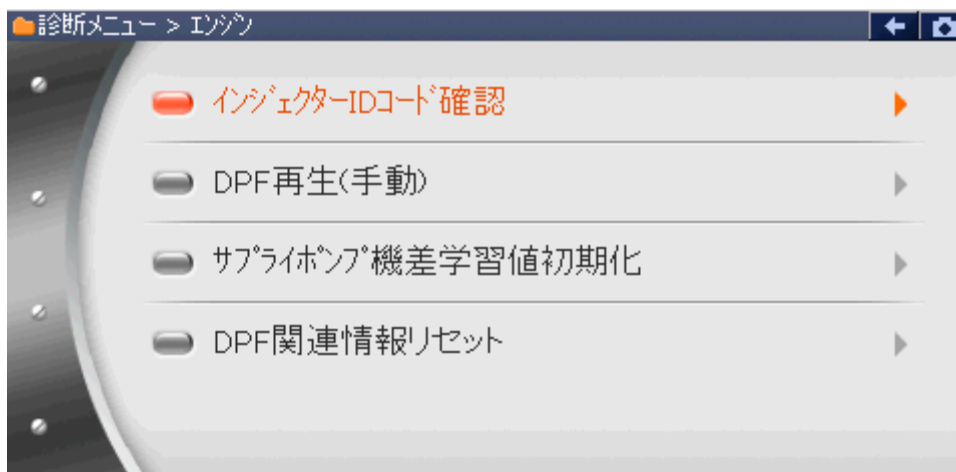 診断メニュー > エンジン
インジェクターIDコード確認
DPF再生(手動)
サプライポンプ機差学習値初期化
DPF関連情報リセット